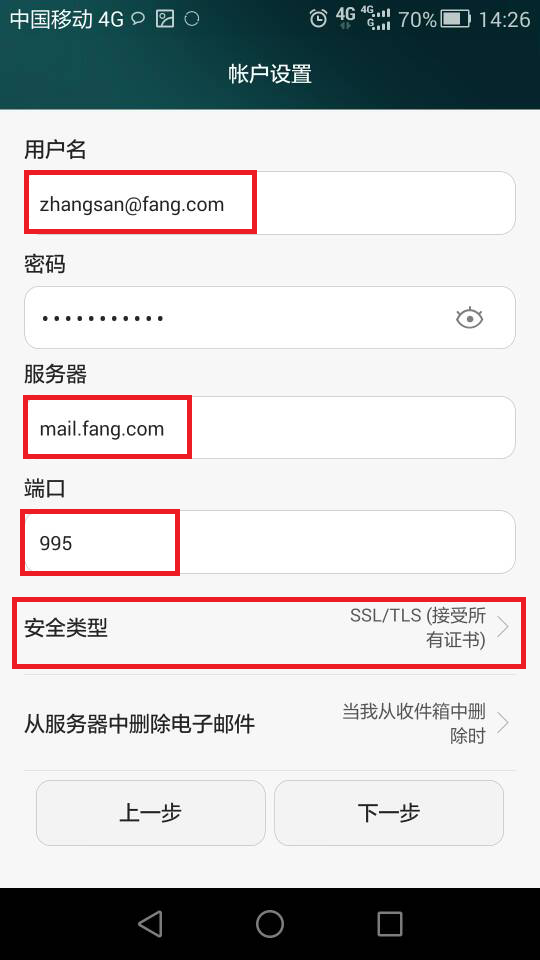 中国移动 4G 4G 4G G 70% 14:26
帐户设置
用户名
zhangsan@fang.com
密码
服务器
mail.fang.com
端口
995
安全类型
SSL/TLS (接受所
有证书)
从服务器中删除电子邮件
当我从收件箱中删
除时
上一步 下一步